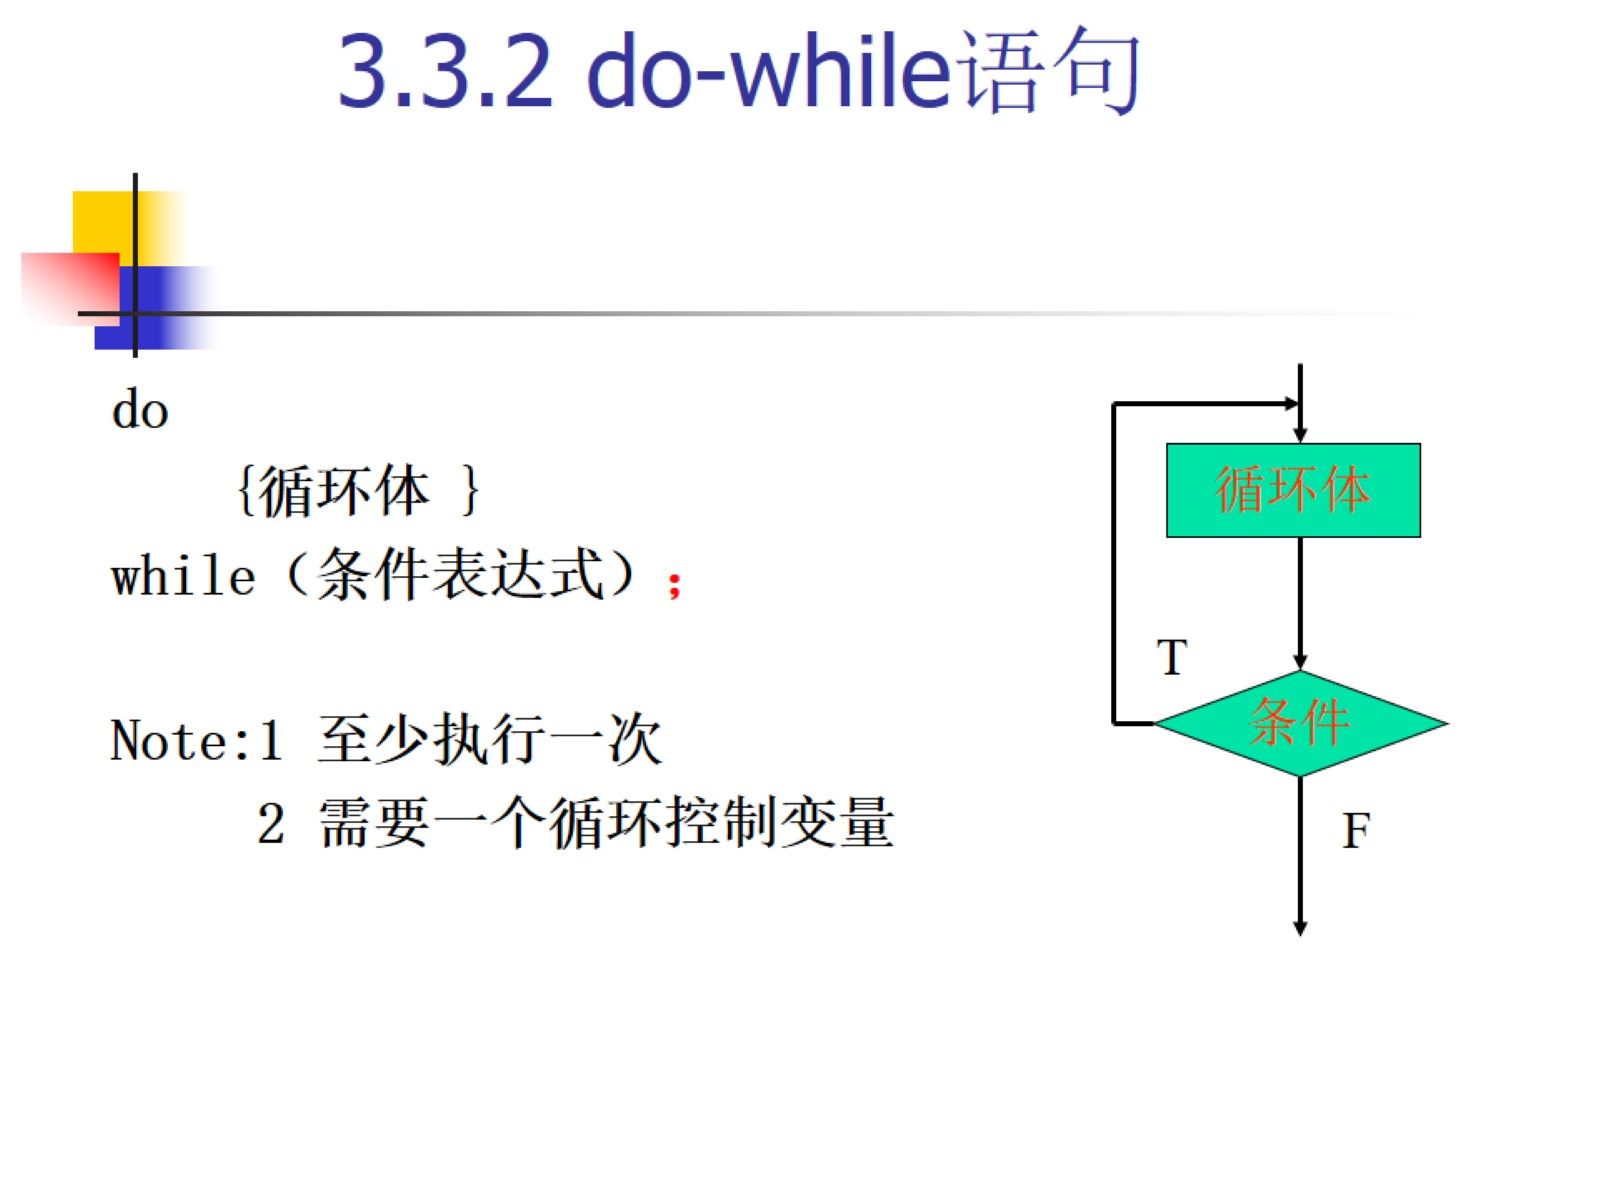 3.3.2 do-while语句
do
{循环体 }
while（条件表达式）;
Note:1 至少执行一次
2 需要一个循环控制变量
循环体
T
条件
F